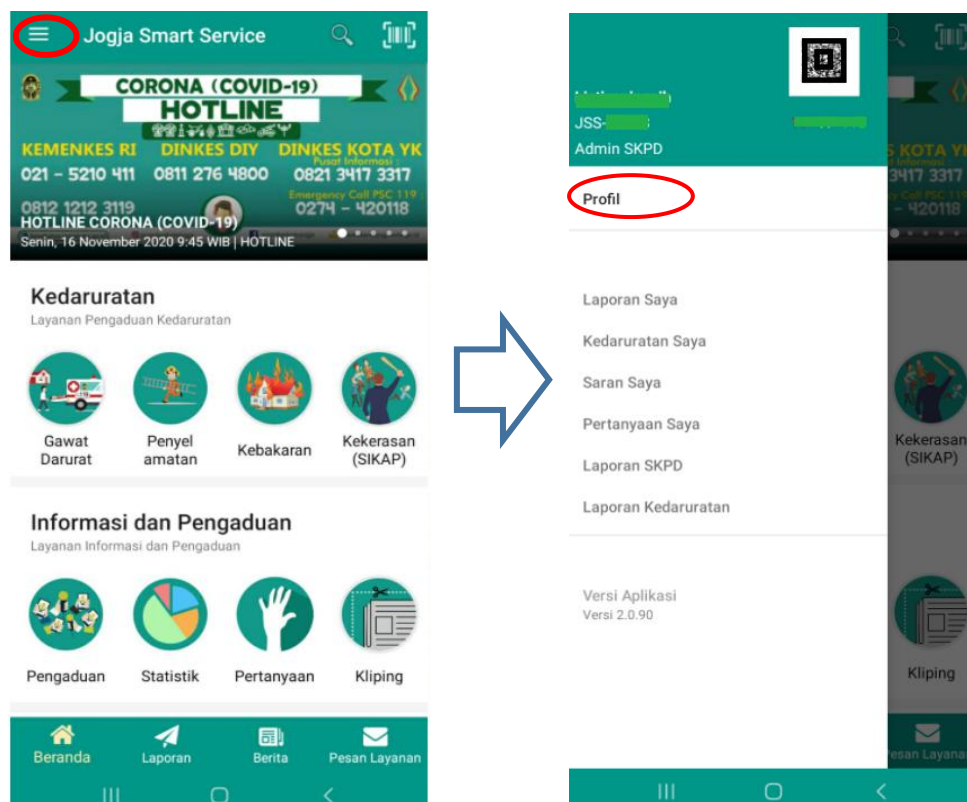 Jogja Smart Service
CORONA (COVID-19)
HOTLINE
KEMENKES RI DINKES DIY DINKES KOTA YK
Pusat Informasi :
021 - 5210 411 0811 276 4800 0821 3417 3317
Emergency Call PSC 119 :
0812 1212 3119 0274 - 420118
HOTLINE CORONA (COVID-19)
Senin, 16 November 2020 9:45 WIB | HOTLINE
Kedaruratan
Layanan Pengaduan Kedaruratan
Gawat
Darurat
Penyel
amatan
Kebakaran
Kekerasan
(SIKAP)
Informasi dan Pengaduan
Layanan Informasi dan Pengaduan
Pengaduan Statistik Pertanyaan Kliping
Beranda Laporan Berita Pesan Layanan
JSS-
Admin SKPD
Profil
Laporan Saya
Kedaruratan Saya
Saran Saya
Pertanyaan Saya
Laporan SKPD
Laporan Kedaruratan
Versi Aplikasi
Versi 2.0.90
S KOTA YK
3417 3317
Call PSC 119 :
- 420118
Kekerasan
(SIKAP)
Kliping
Pesan Layanan